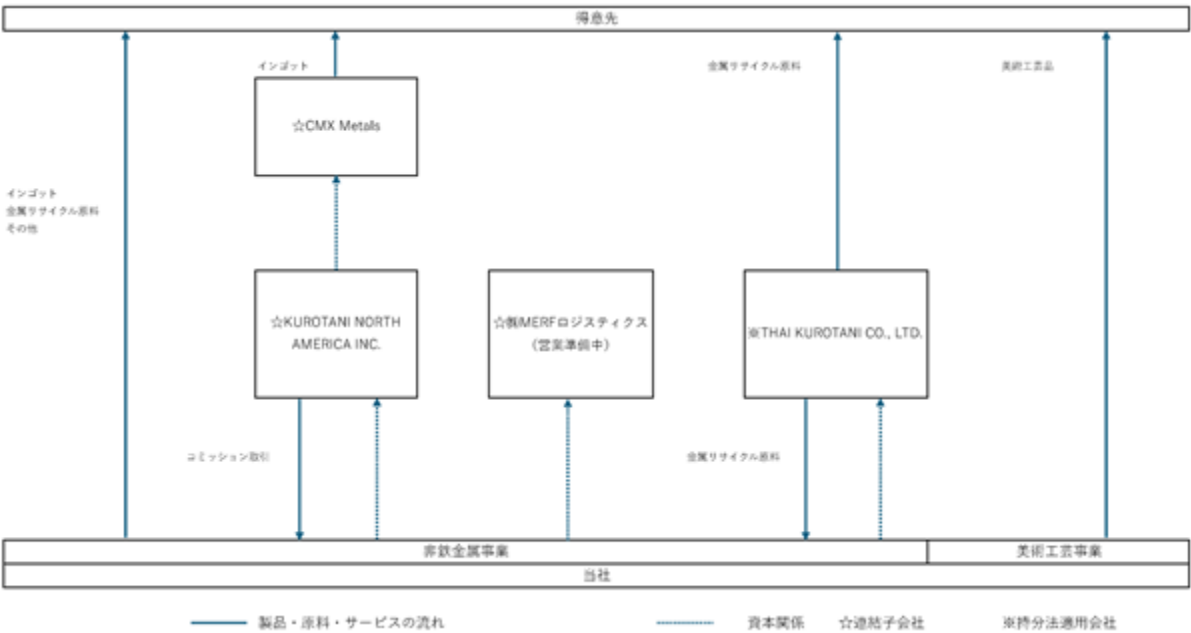 得意先
インゴット
金属リサイクル原料
美術工芸品
☆CMX Metals
インゴット
金属リサイクル原料
その他
☆KUROTANI NORTH
AMERICA INC.
☆㈱MERFロジスティクス
(営業準備中)
※THAI KUROTANI CO., LTD.
コミッション取引
金属リサイクル原料
非鉄金属事業
美術工芸事業
当社
製品・原料・サービスの流れ
資本関係
☆連結子会社
※持分法適用会社